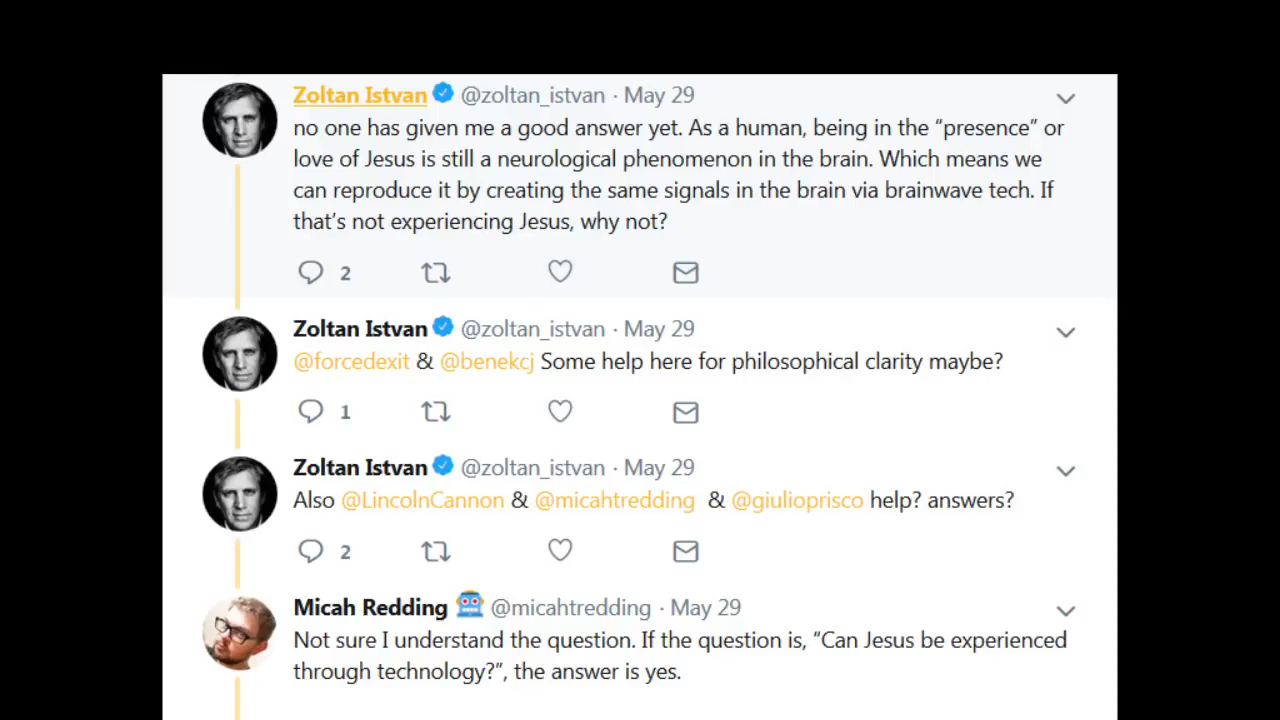 Zoltan Istvan @zoltan_istvan · May 29
no one has given me a good answer yet. As a human, being in the “presence” or
love of Jesus is still a neurological phenomenon in the brain. Which means we
can reproduce it by creating the same signals in the brain via brainwave tech. If
that’s not experiencing Jesus, why not?
2
Zoltan Istvan @zoltan_istvan · May 29
@forcedexit & @benekcj Some help here for philosophical clarity maybe?
1
Zoltan Istvan @zoltan_istvan · May 29
Also @LincolnCannon & @micahtredding & @giulioprisco help? answers?
2
Micah Redding @micahtredding · May 29
Not sure I understand the question. If the question is, “Can Jesus be experienced
through technology?”, the answer is yes.